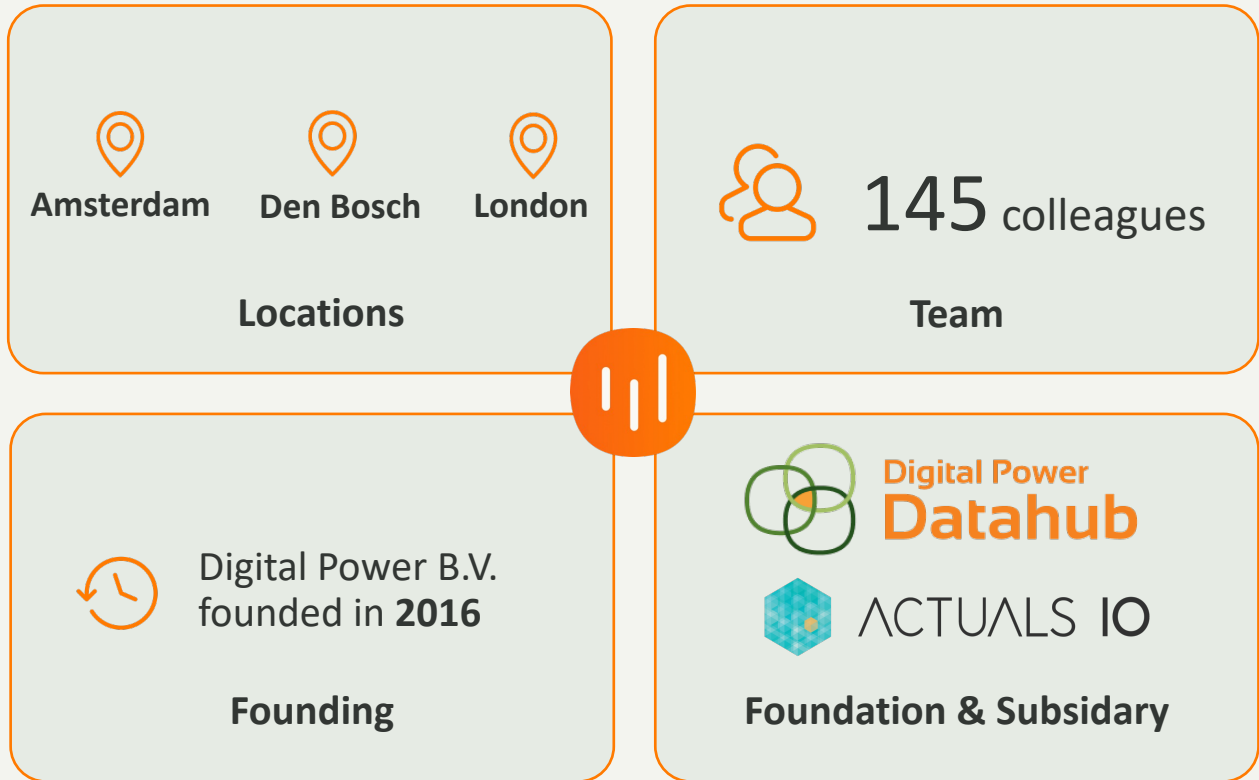 Amsterdam
Den Bosch
London
Locations
145 colleagues
Team
Digital Power B.V.
founded in 2016
Founding
Digital Power
Datahub
ACTUALS IO
Foundation & Subsidary